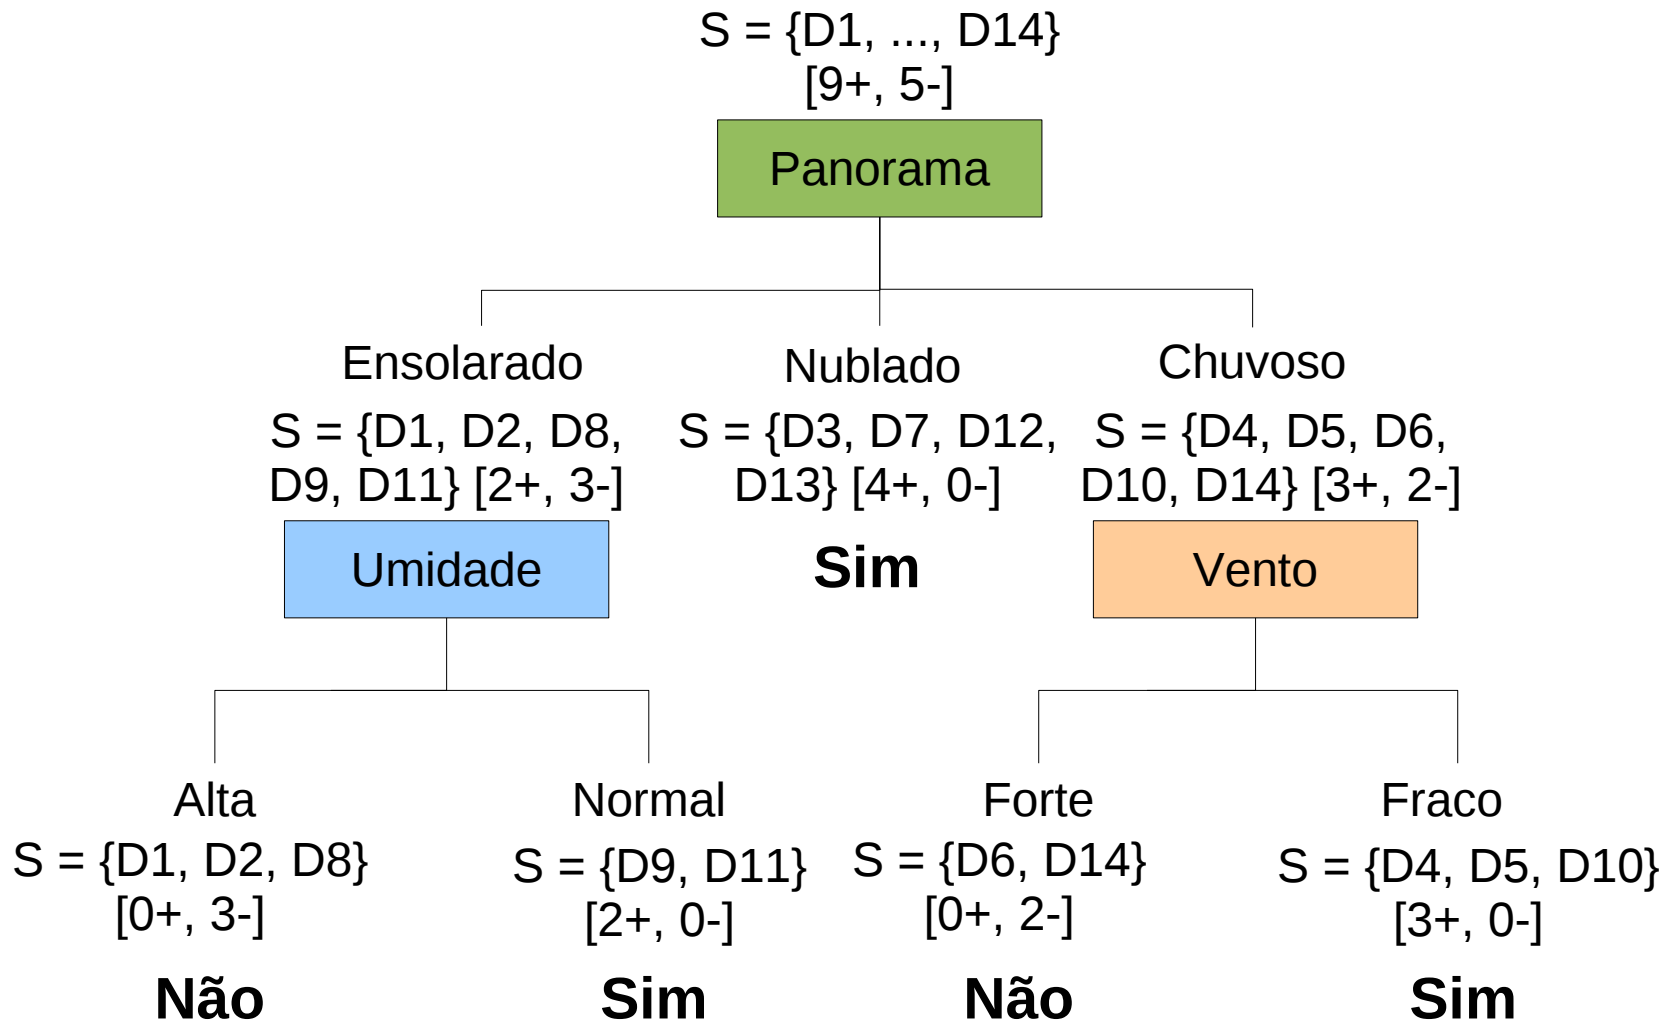 S = {D1, ..., D14}
[9+, 5-]
Panorama
Ensolarado
S = {D1, D2, D8,
D9, D11} [2+, 3-]
Umidade
Nublado
S = {D3, D7, D12,
D13} [4+, 0-]
Sim
Chuvoso
S = {D4, D5, D6,
D10, D14} [3+, 2-]
Vento
Alta
S = {D1, D2, D8}
[0+, 3-]
Não
Normal
S = {D9, D11}
[2+, 0-]
Sim
Forte
S = {D6, D14}
[0+, 2-]
Não
Fraco
S = {D4, D5, D10}
[3+, 0-]
Sim